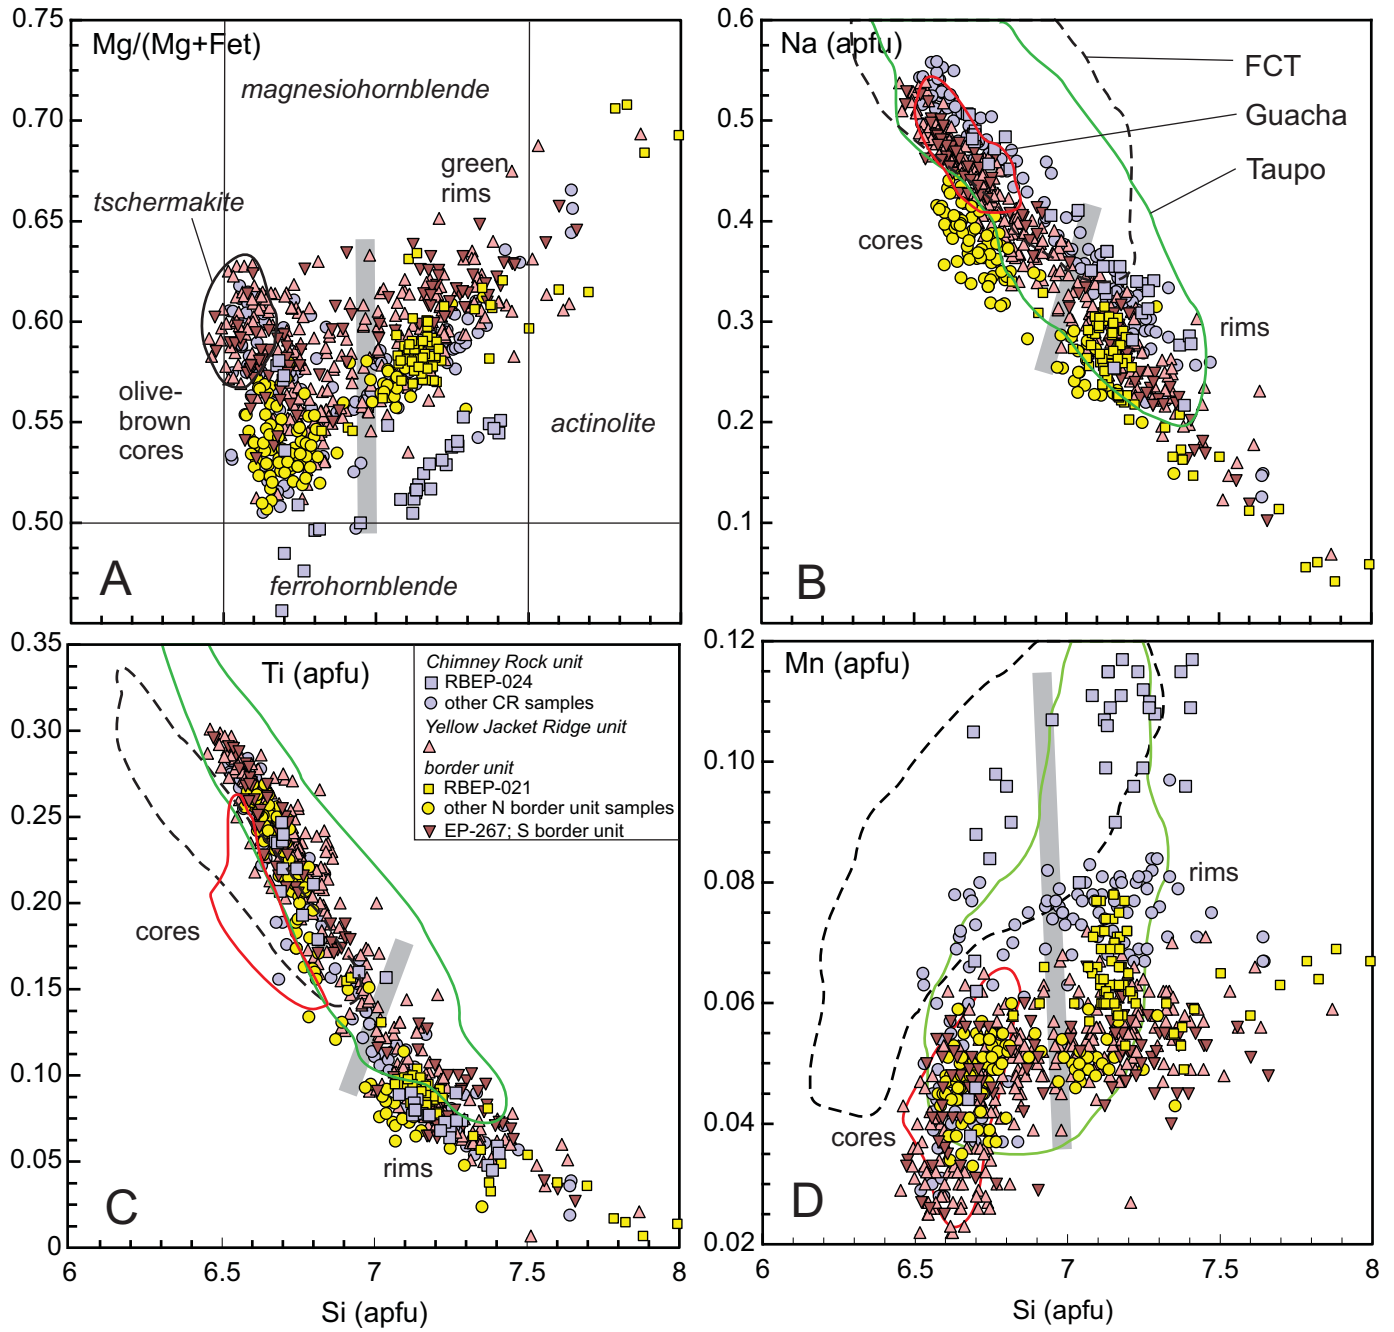 0.75
0.70
0.65
0.60
0.55
0.50
Mg/(Mg+Fet)
magnesiohornblende
green
rims
tschermakite
olive-
brown
cores
actinolite
ferrohornblende
A
0.6
0.5
0.4
0.3
0.2
0.1
Na (apfu)
FCT
Guacha
Taupo
cores
rims
B
0.35
0.30
0.25
0.20
0.15
0.10
0.05
0
Ti (apfu)
Chimney Rock unit
RBEP-024
other CR samples
Yellow Jacket Ridge unit
border unit
RBEP-021
other N border unit samples
EP-267; S border unit
cores
rims
C
6
6.5
7
7.5
8
Si (apfu)
0.12
0.10
0.08
0.06
0.04
0.02
Mn (apfu)
rims
cores
D
6
6.5
7
7.5
8
Si (apfu)